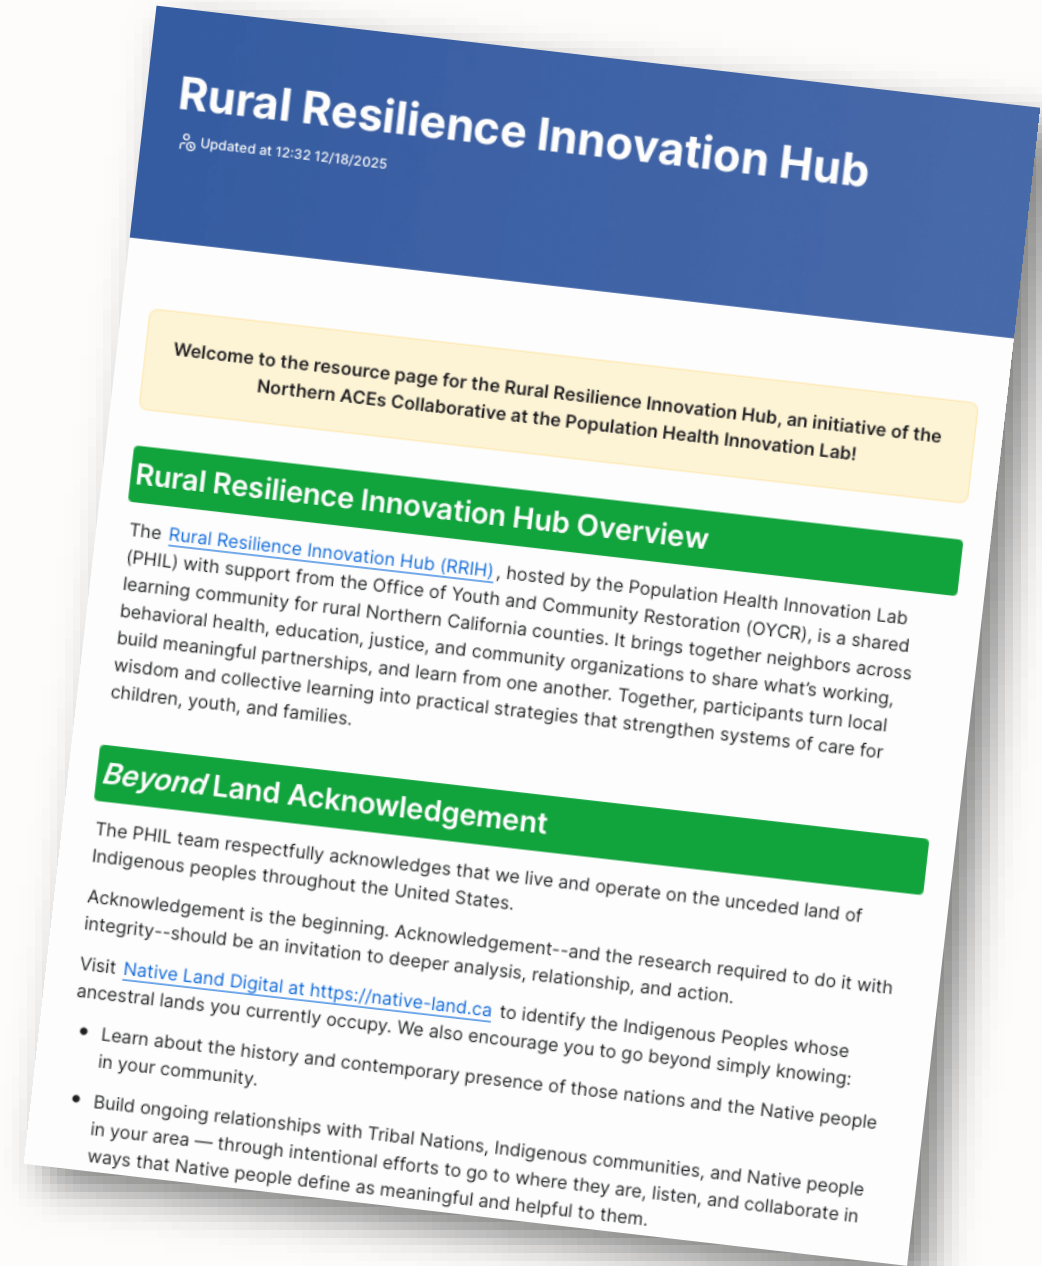 Rural Resilience Innovation Hub
Updated at 12:32 12/18/2025
Welcome to the resource page for the Rural Resilience Innovation Hub, an initiative of the
Northern ACEs Collaborative at the Population Health Innovation Lab!
Rural Resilience Innovation Hub Overview
The Rural Resilience Innovation Hub (RRIH), hosted by the Population Health Innovation Lab
(PHIL) with support from the Office of Youth and Community Restoration (OYCR), is a shared
learning community for rural Northern California counties. It brings together neighbors across
behavioral health, education, justice, and community organizations to share what’s working,
build meaningful partnerships, and learn from one another. Together, participants turn local
wisdom and collective learning into practical strategies that strengthen systems of care for
children, youth, and families.
Beyond Land Acknowledgement
The PHIL team respectfully acknowledges that we live and operate on the unceded land of
Indigenous peoples throughout the United States.
Acknowledgement is the beginning. Acknowledgement--and the research required to do it with
integrity--should be an invitation to deeper analysis, relationship, and action.
Visit Native Land Digital at https://native-land.ca to identify the Indigenous Peoples whose
ancestral lands you currently occupy. We also encourage you to go beyond simply knowing:
• Learn about the history and contemporary presence of those nations and the Native people
in your community.
• Build ongoing relationships with Tribal Nations, Indigenous communities, and Native people
in your area — through intentional efforts to go to where they are, listen, and collaborate in
ways that Native people define as meaningful and helpful to them.